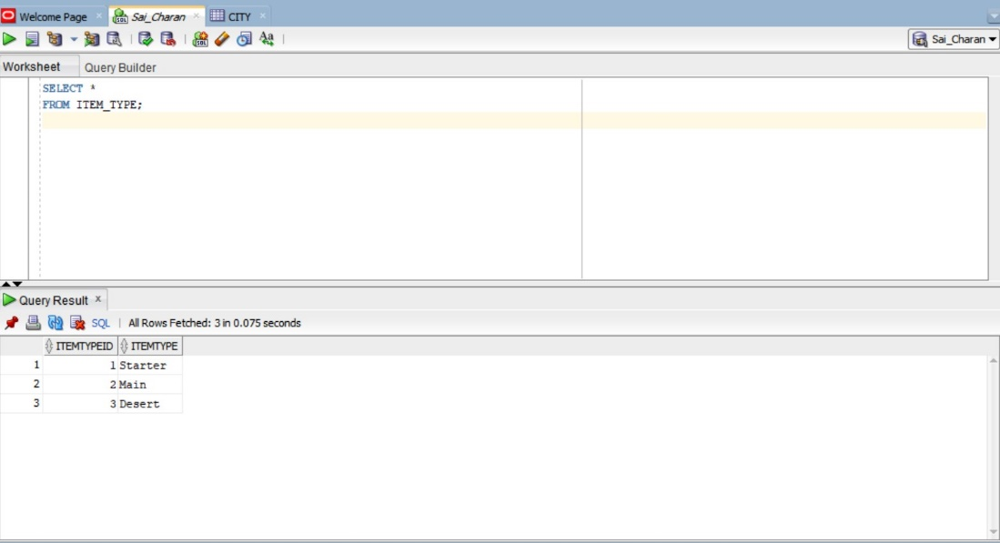 Welcome Page Sai_Charan CITY
Sai_Charan
Worksheet Query Builder
SELECT *
FROM ITEM_TYPE;
Query Result
SQL | All Rows Fetched: 3 in 0.075 seconds
ITEMTYPEID ITEMTYPE
1 1 Starter
2 2 Main
3 3 Desert